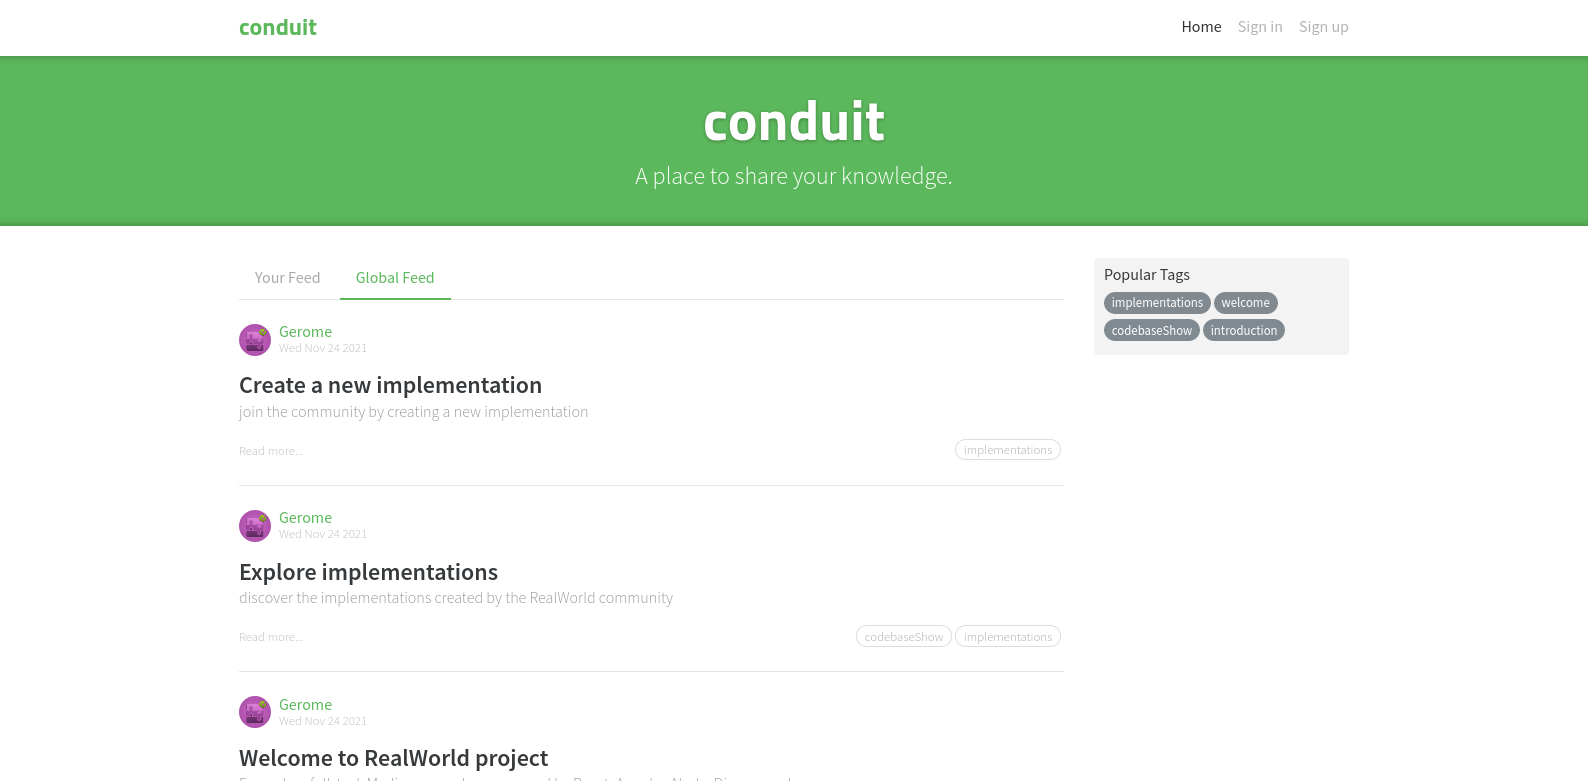 conduit
Home Sign in Sign up
conduit
A place to share your knowledge.
Your Feed Global Feed
Popular Tags
implementations welcome
codebaseShow introduction
Gerome
Wed Nov 24 2021
Create a new implementation
join the community by creating a new implementation
Read more...
implementations
Gerome
Wed Nov 24 2021
Explore implementations
discover the implementations created by the RealWorld community
Read more...
codebaseShow implementations
Gerome
Wed Nov 24 2021
Welcome to RealWorld project